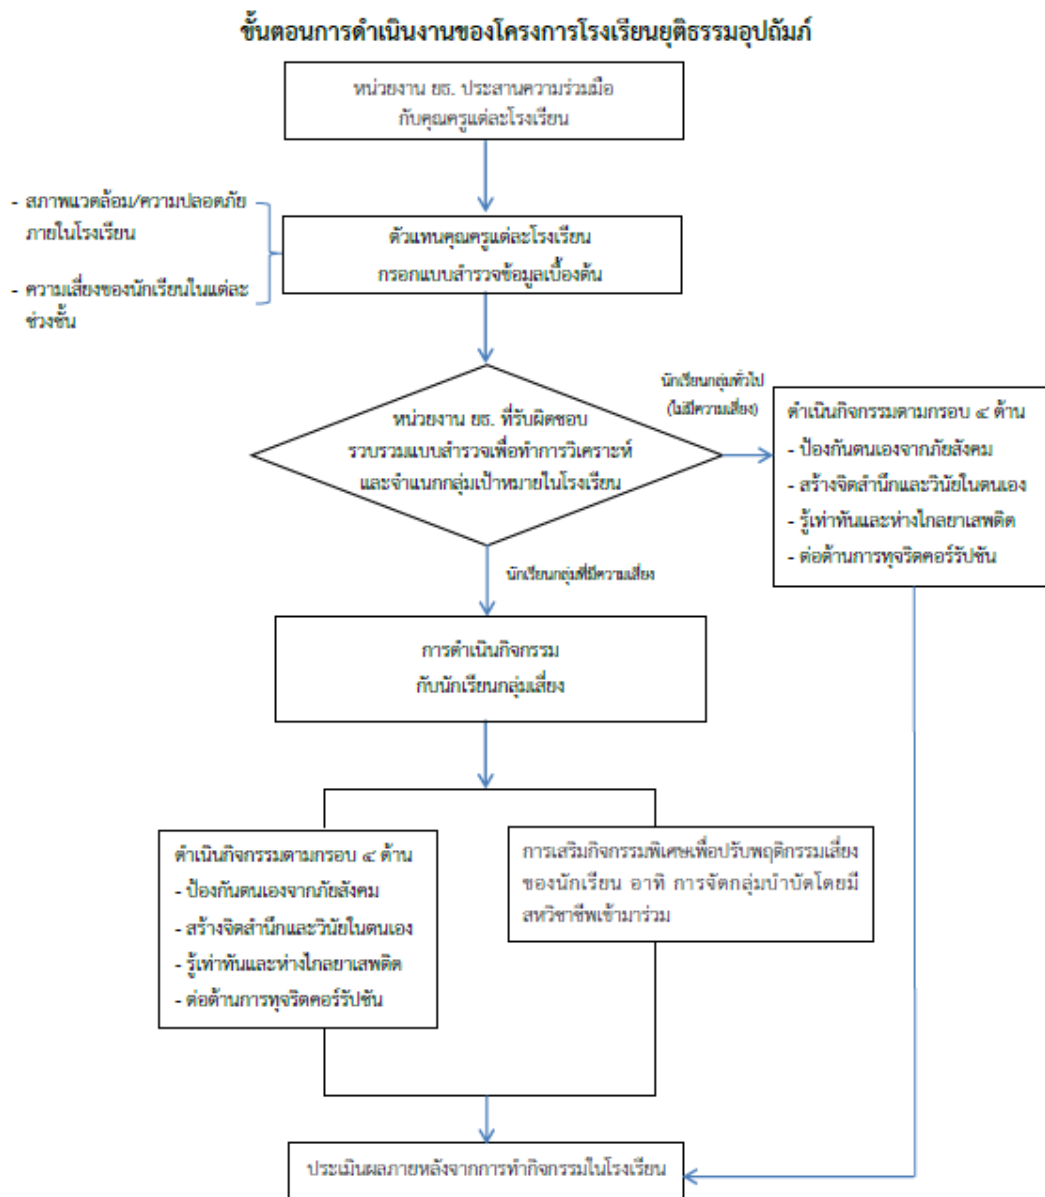 ขั้นตอนการดำเนินงานของโครงการโรงเรียนยุติธรรมอุปถัมภ์
หน่วยงาน ยธ. ประสานความร่วมมือ
กับคุณครูแต่ละโรงเรียน
- สภาพแวดล้อม/ความปลอดภัย
ภายในโรงเรียน
- ความเสี่ยงของนักเรียนในแต่ละ
ช่วงชั้น
ตัวแทนคุณครูแต่ละโรงเรียน
กรอกแบบสำรวจข้อมูลเบื้องต้น
หน่วยงาน ยธ. ที่รับผิดชอบ
รวบรวมแบบสำรวจเพื่อทำการวิเคราะห์
และจำแนกกลุ่มเป้าหมายในโรงเรียน
นักเรียนกลุ่มทั่วไป
(ไม่มีความเสี่ยง)
ดำเนินกิจกรรมตามกรอบ ๔ ด้าน
- ป้องกันตนเองจากภัยสังคม
- สร้างจิตสำนึกและวินัยในตนเอง
- รู้เท่าทันและห่างไกลยาเสพติด
- ต่อต้านการทุจริตคอร์รัปชัน
นักเรียนกลุ่มที่มีความเสี่ยง
การดำเนินกิจกรรม
กับนักเรียนกลุ่มเสี่ยง
ดำเนินกิจกรรมตามกรอบ ๔ ด้าน
- ป้องกันตนเองจากภัยสังคม
- สร้างจิตสำนึกและวินัยในตนเอง
- รู้เท่าทันและห่างไกลยาเสพติด
- ต่อต้านการทุจริตคอร์รัปชัน
การเสริมกิจกรรมพิเศษเพื่อปรับพฤติกรรมเสี่ยง
ของนักเรียน อาทิ การจัดกลุ่มบำบัดโดยมี
สหวิชาชีพเข้ามาร่วม
ประเมินผลภายหลังจากการทำกิจกรรมในโรงเรียน